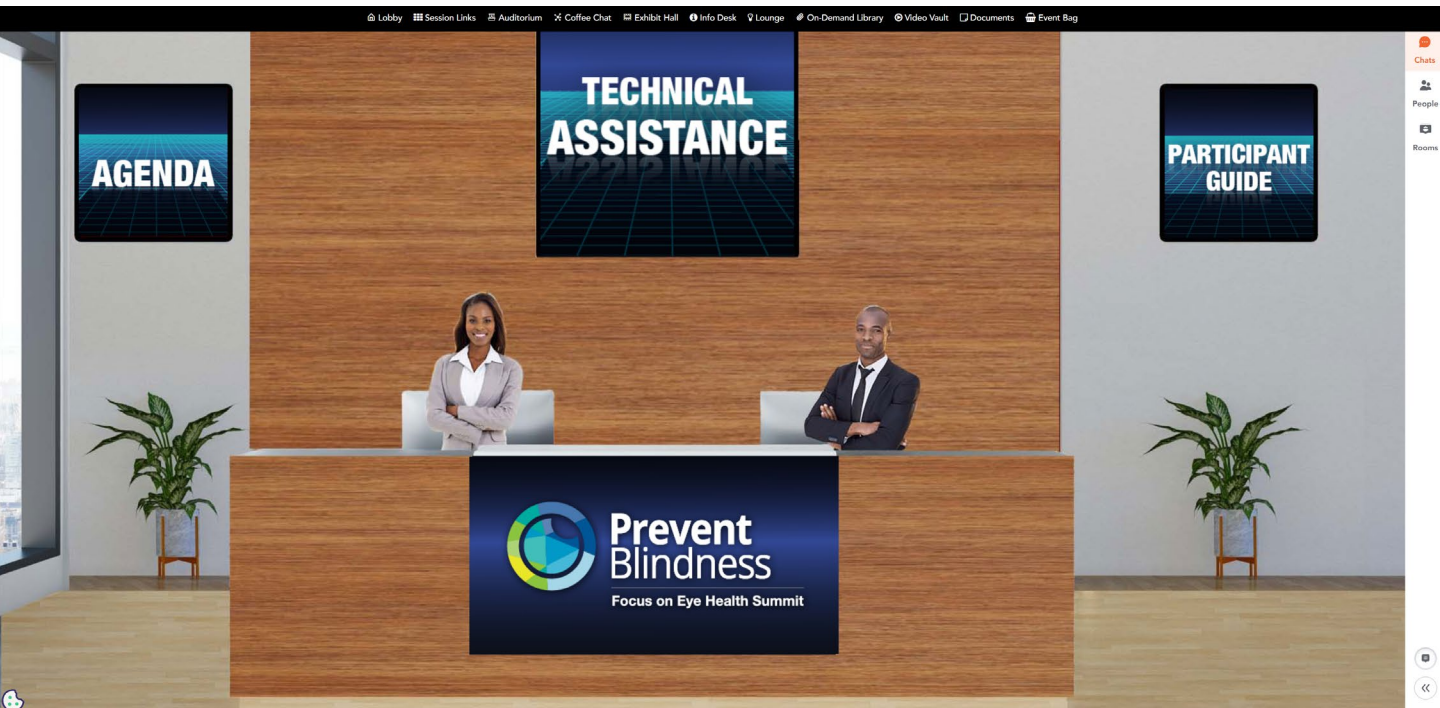 Lobby Session Links Auditorium Coffee Chat Exhibit Hall Info Desk Lounge On-Demand Library Video Vault Documents Event Bag
Chats
People
Rooms
AGENDA
TECHNICAL
ASSISTANCE
PARTICIPANT
GUIDE
Prevent
Blindness
Focus on Eye Health Summit